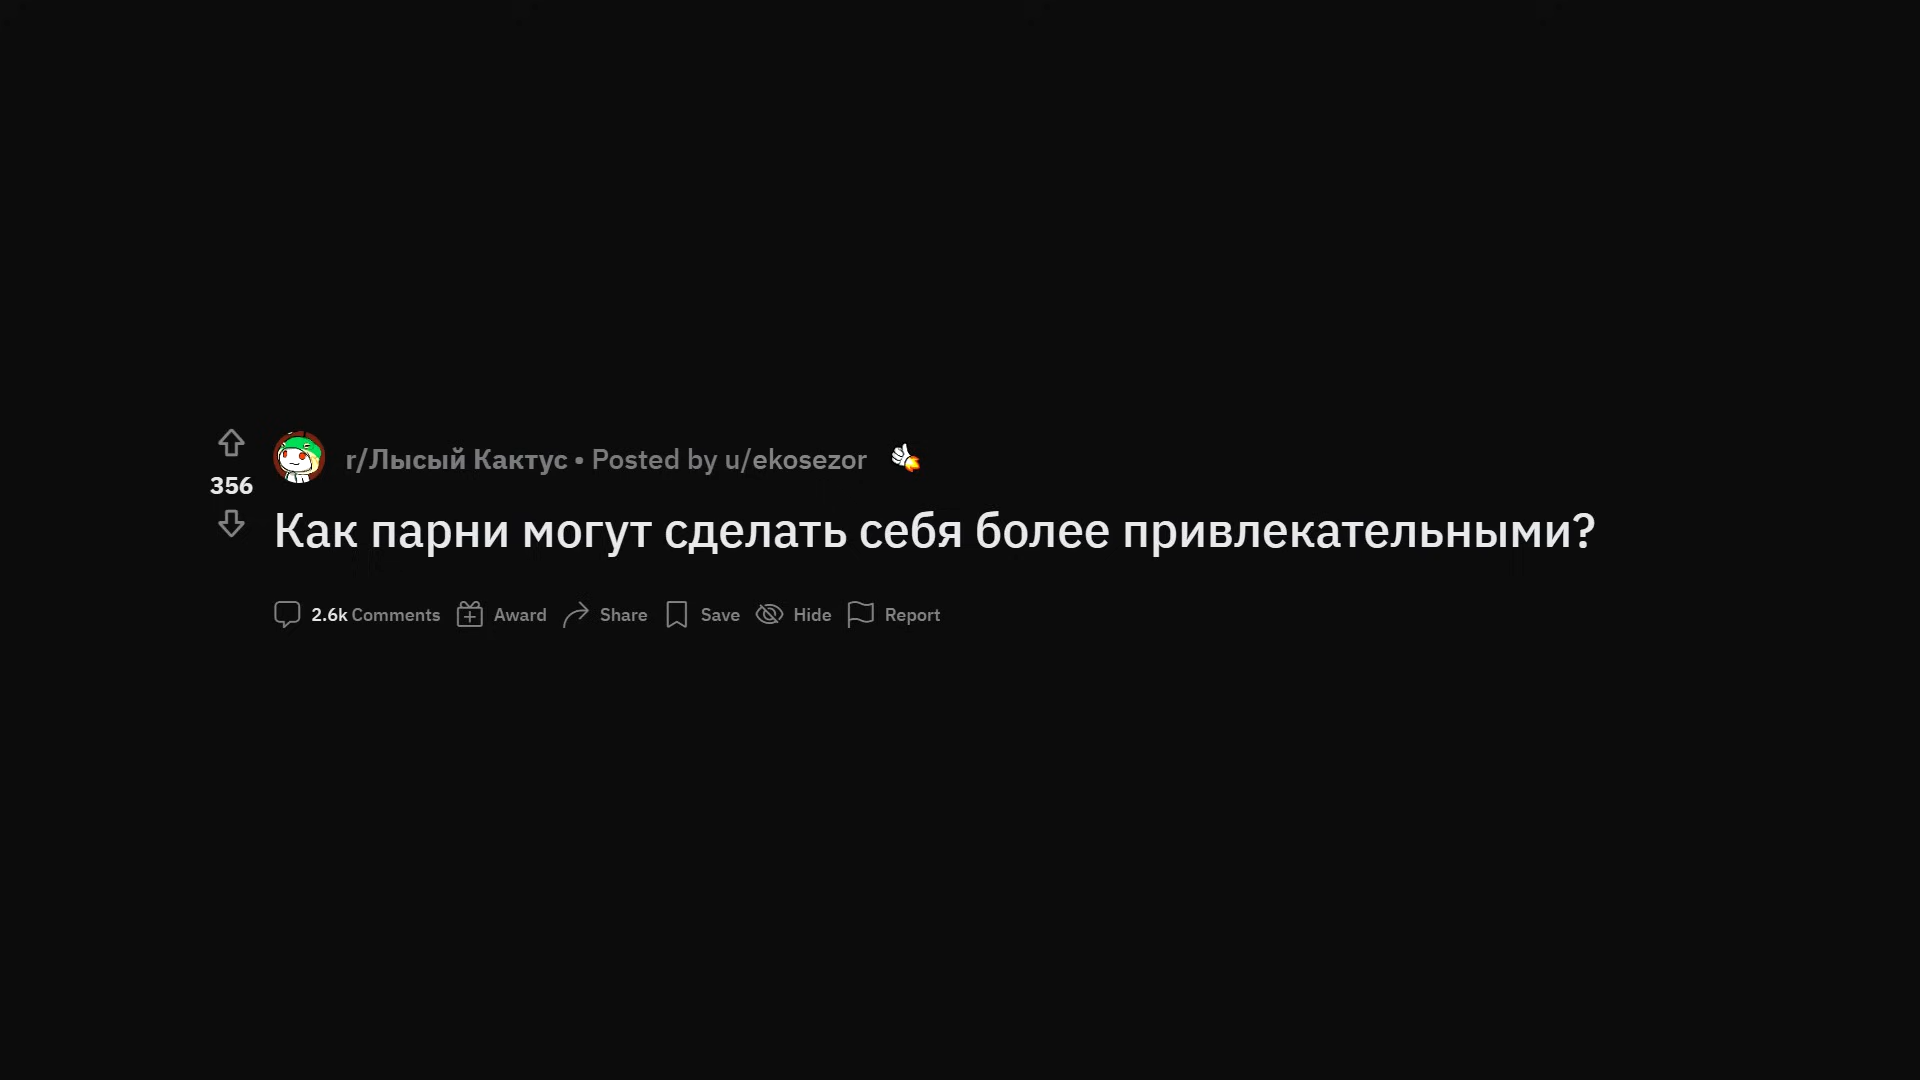 r/Лысый Кактус • Posted by u/ekosezor
356
Как парни могут сделать себя более привлекательными?
2.6k Comments Award Share Save Hide Report